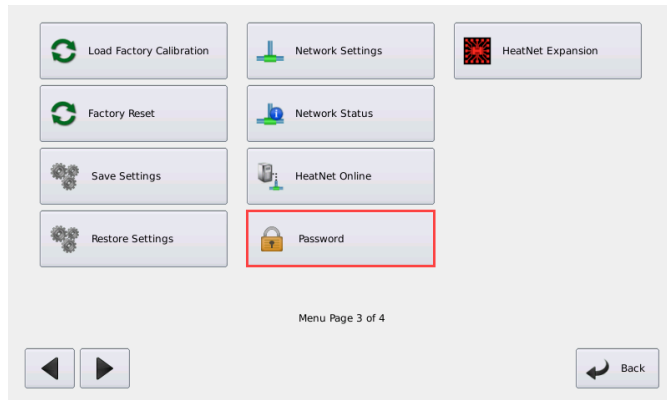 Load Factory Calibration
Network Settings
HeatNet Expansion
Factory Reset
Network Status
Save Settings
HeatNet Online
Restore Settings
Password
Menu Page 3 of 4
Back